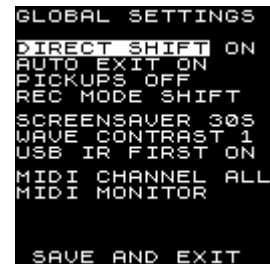 GLOBAL SETTINGS
DIRECT SHIFT ON
AUTO EXIT ON
PICKUPS OFF
REC MODE SHIFT
SCREENSAVER 30S
WAVE CONTRAST 1
USB IR FIRST ON
MIDI CHANNEL ALL
MIDI MONITOR
SAVE AND EXIT